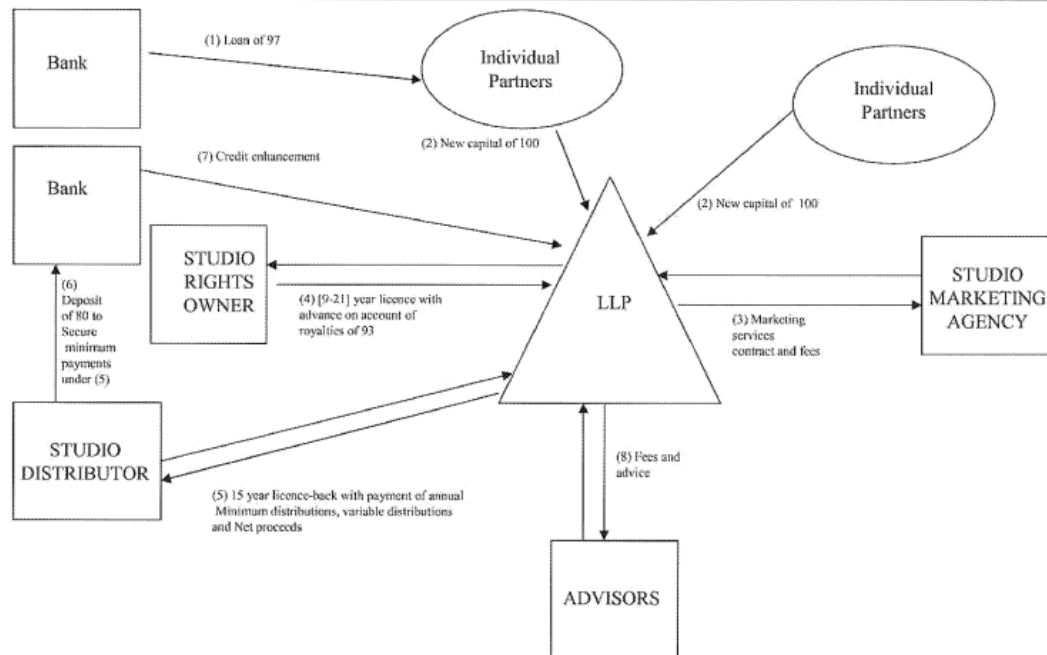 Bank
(1) Loan of 97
Individual
Partners
Individual
Partners
(2) New capital of 100
(2) New capital of 100
Bank
(7) Credit enhancement
STUDIO
RIGHTS
OWNER
(4) [9-21] year licence with
advance on account of
royalties of 93
LLP
STUDIO
MARKETING
AGENCY
(3) Marketing
services
contract and fees
(6)
Deposit
of 80 to
Secure
minimum
payments
under (5)
STUDIO
DISTRIBUTOR
(5) 15 year licence-back with payment of annual
Minimum distributions, variable distributions
and Net proceeds
(8) Fees and
advice
ADVISORS